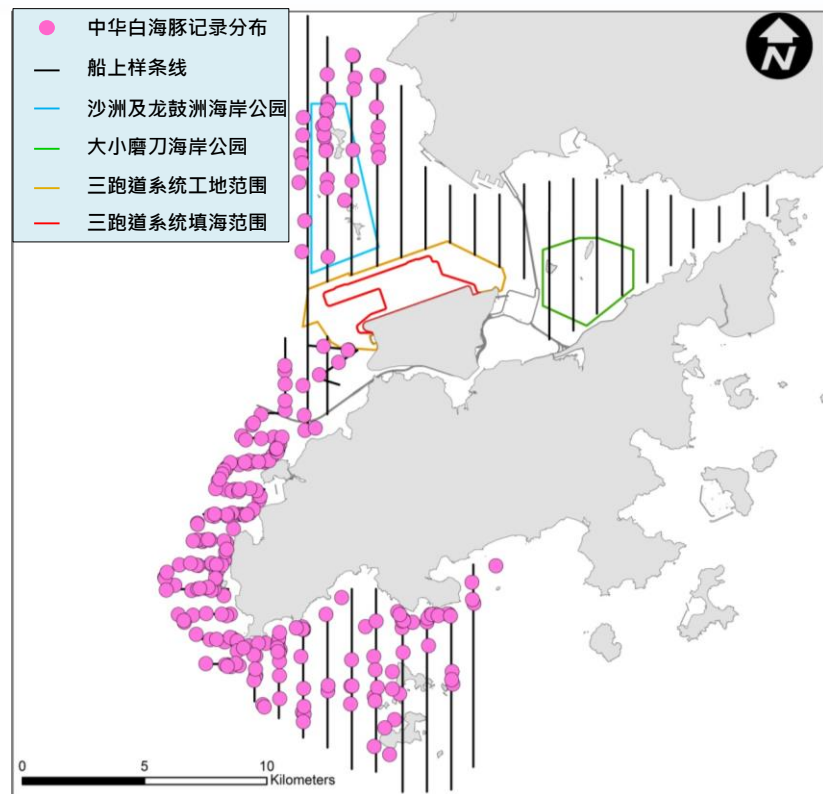 中华白海豚记录分布
船上样条线
沙洲及龙鼓洲海岸公园
大小磨刀海岸公园
三跑道系统工地范围
三跑道系统填海范围
N
0 5 10
Kilometers